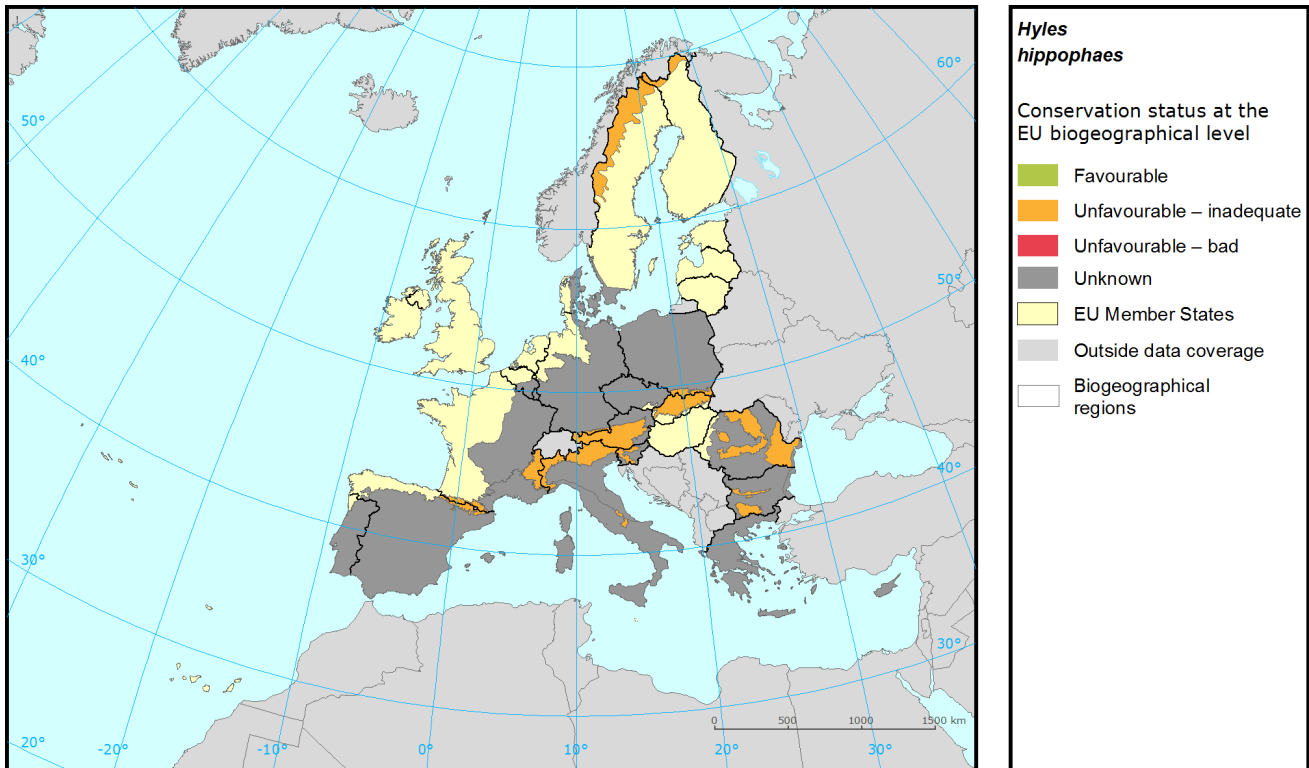 Hyles
hippophaes
Conservation status at the
EU biogeographical level
Favourable
Unfavourable – inadequate
Unfavourable – bad
Unknown
EU Member States
Outside data coverage
Biogeographical
regions
60°
50°
50°
40°
40°
30°
30°
20°
-20°
-10°
0°
10°
20°
30°
0 500 1000 1500 km